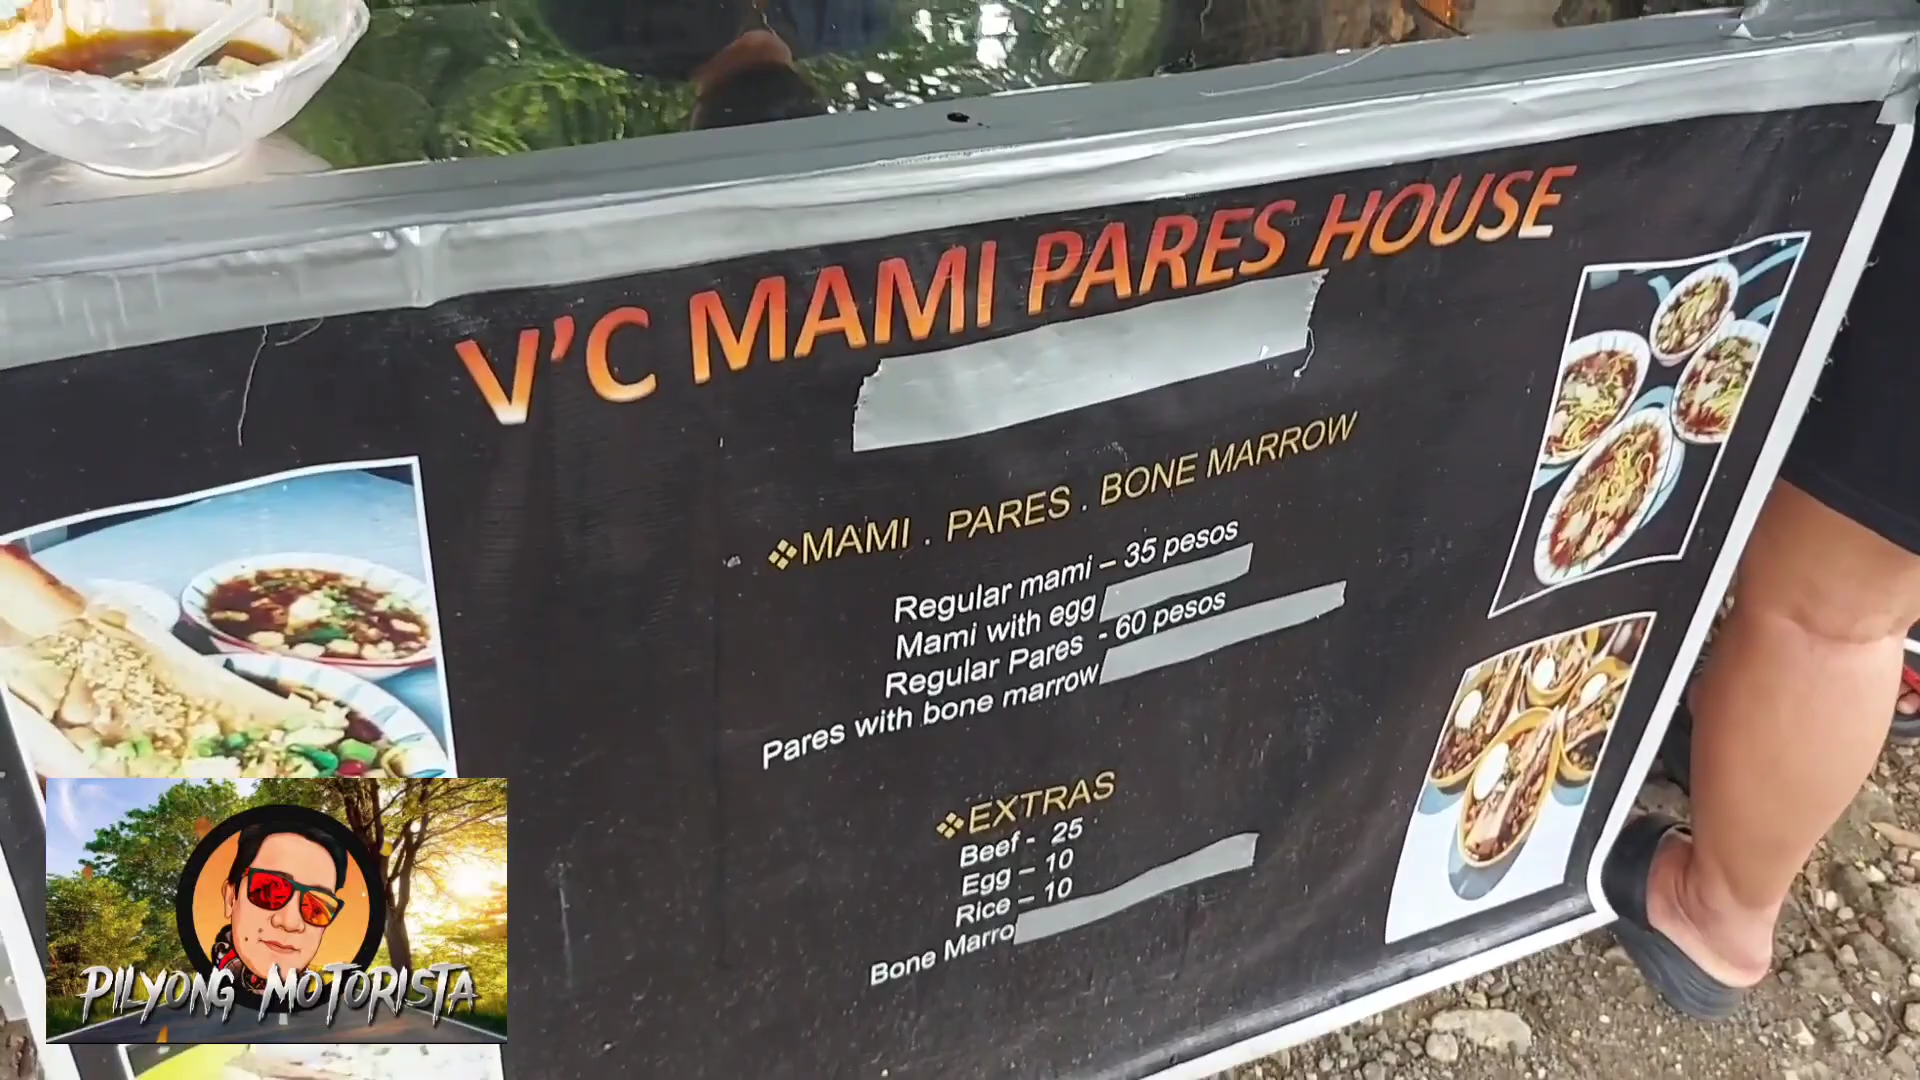 V'C MAMI PARES HOUSE
❖MAMI . PARES . BONE MARROW
Regular mami – 35 pesos
Mami with egg
Regular Pares - 60 pesos
Pares with bone marrow
❖EXTRAS
Beef - 25
Egg – 10
Rice – 10
Bone Marro
PILYONG MOTORISTA